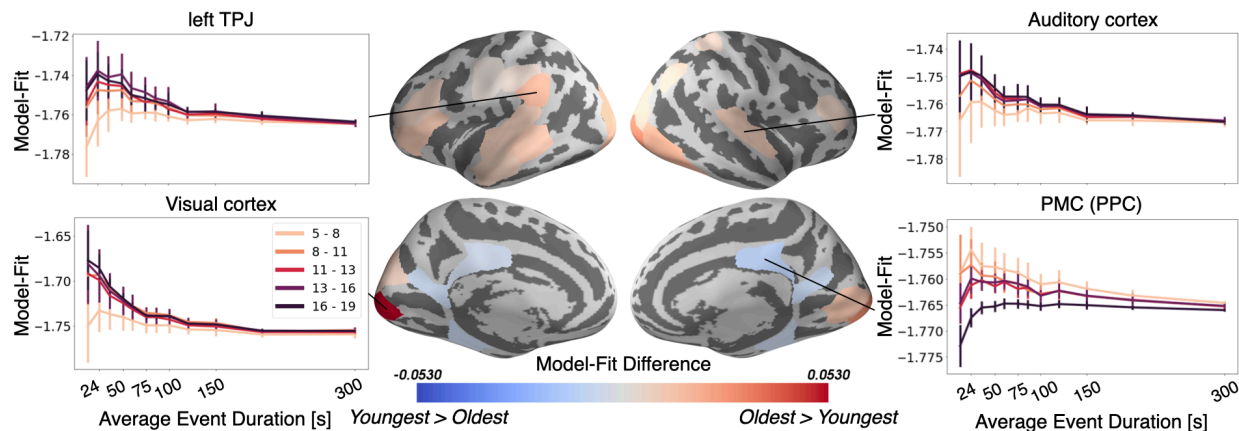 left TPJ
Model-Fit
−1.72
−1.74
−1.76
−1.78
Auditory cortex
Model-Fit
−1.74
−1.75
−1.76
−1.77
−1.78
Visual cortex
Model-Fit
−1.65
−1.70
−1.75
5 - 8
8 - 11
11 - 13
13 - 16
16 - 19
24 50 75 100 150 300
Average Event Duration [s]
PMC (PPC)
Model-Fit
−1.750
−1.755
−1.760
−1.765
−1.770
−1.775
24 50 75 100 150 300
Average Event Duration [s]
Model-Fit Difference
-0.0530 0.0530
Youngest > Oldest Oldest > Youngest